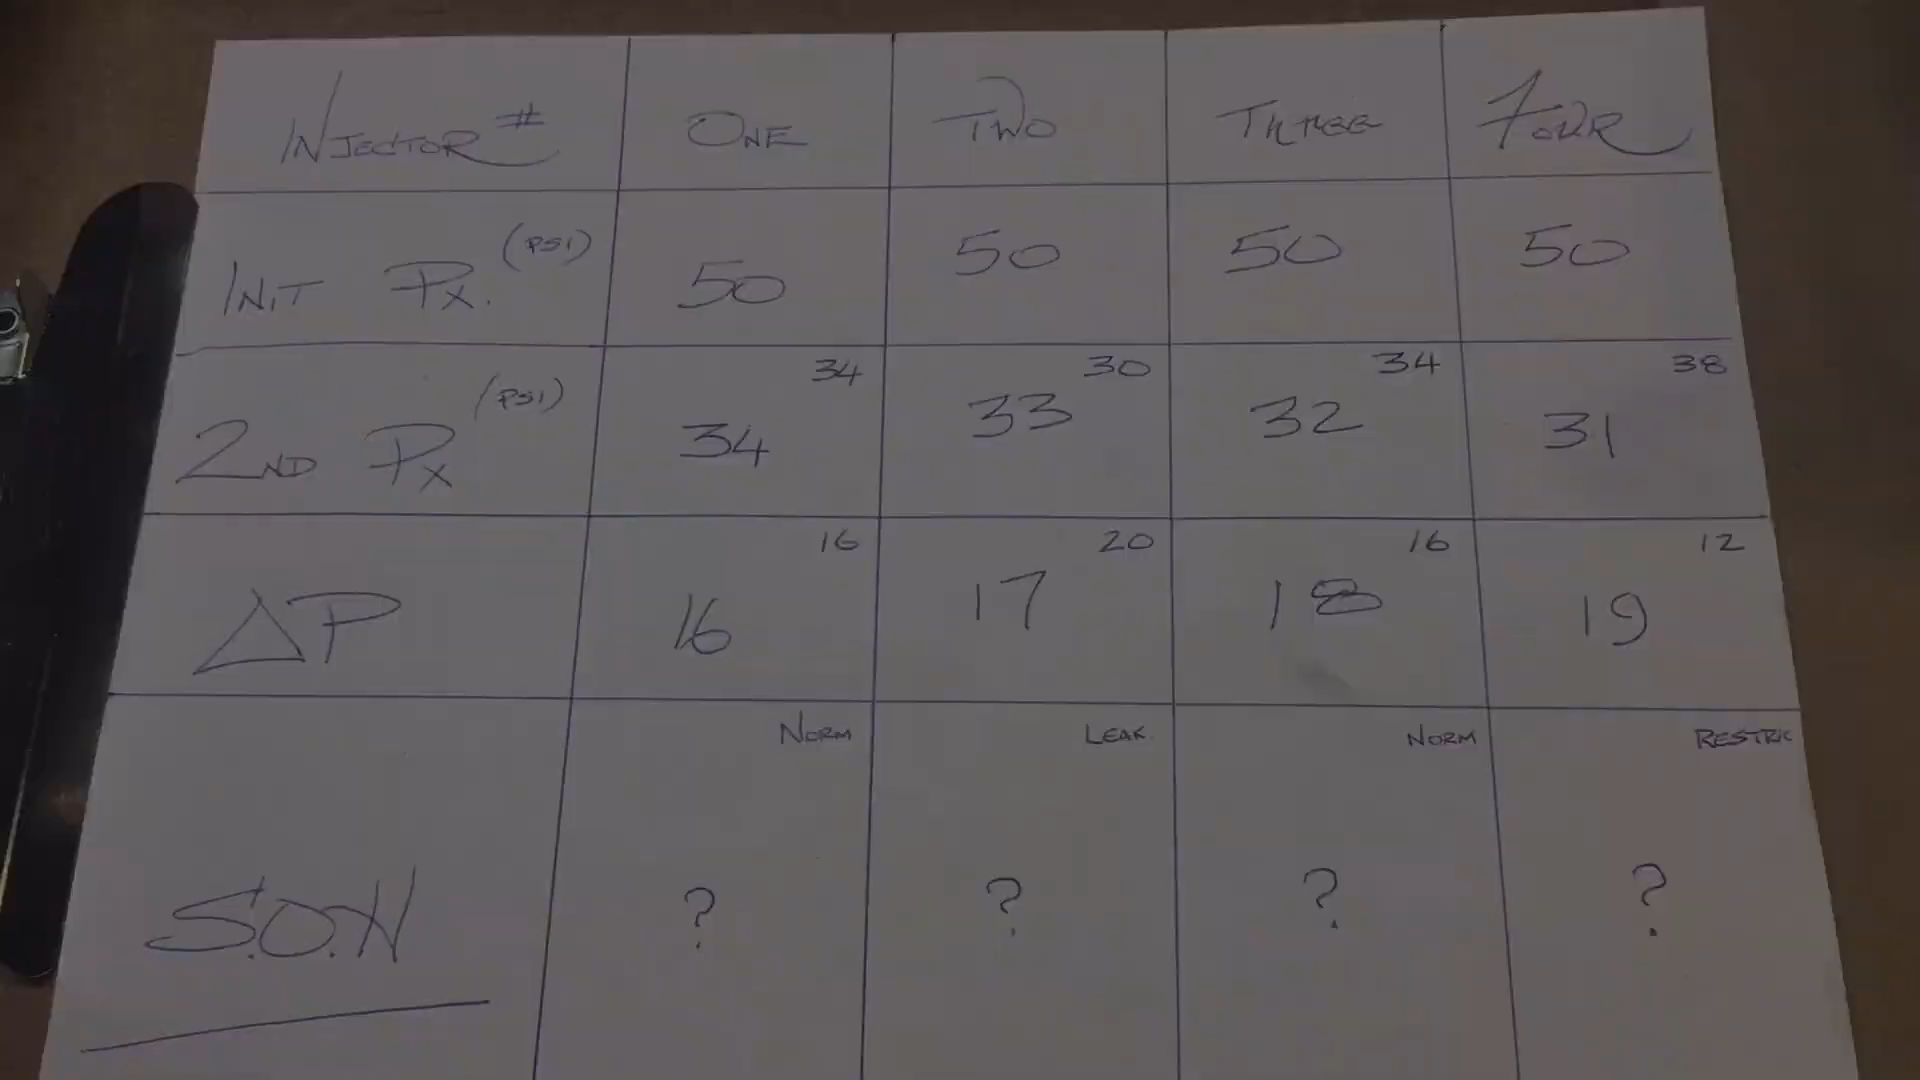 INJECTOR # ONE TWO THREE FOUR
INIT Px. (PSI) 50 50 50 50
34 30 34 38
2ND Px (PSI) 34 33 32 31
16 20 16 12
ΔP 16 17 18 19
NORM LEAK NORM RESTRIC
S.O.H ? ? ? ?